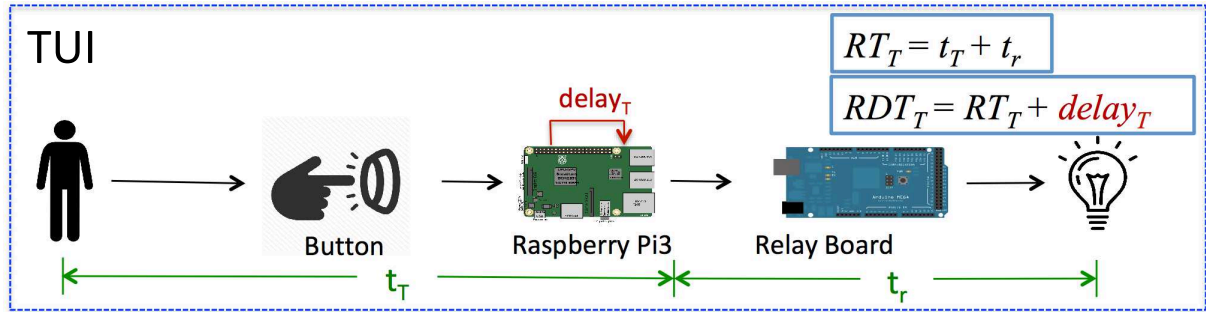 TUI
RT_T = t_T + t_r
RDT_T = RT_T + delay_T
delay_T
Button
Raspberry Pi3
Relay Board
t_T
t_r